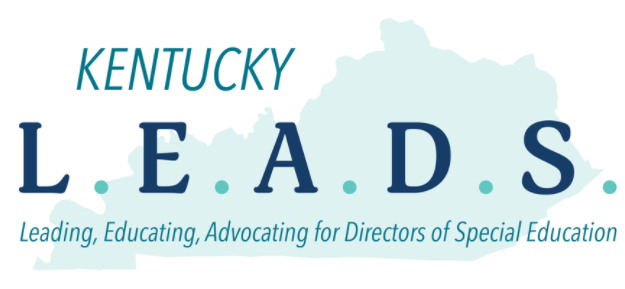 KENTUCKY
L.E.A.D.S.
Leading, Educating, Advocating for Directors of Special Education